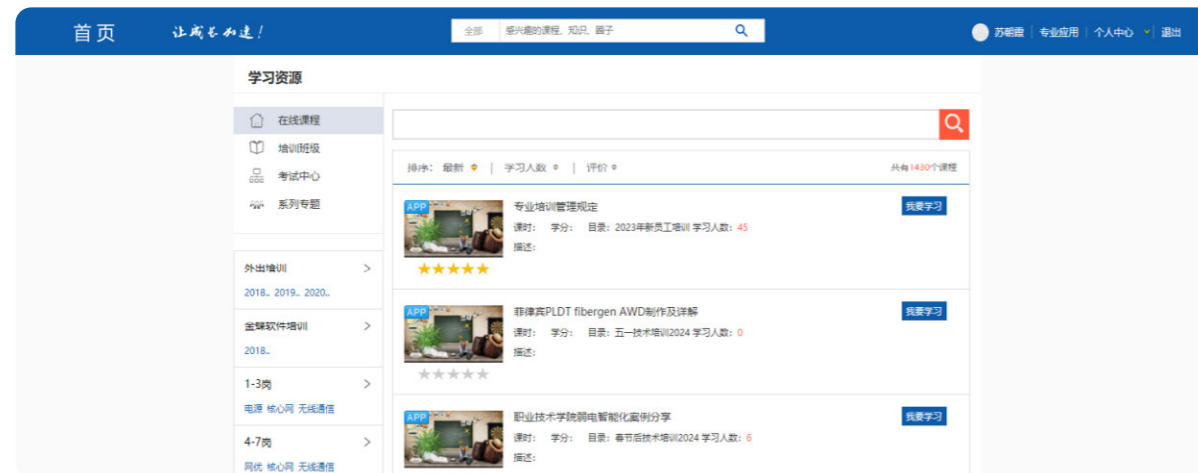 首页 让成长加速!
全部 感兴趣的课程、知识、圈子
苏朝霞 专业应用 个人中心 退出
学习资源
在线课程
培训班级
考试中心
系列专题
外出培训 >
2018.. 2019.. 2020..
金蝶软件培训 >
2018..
1-3岗 >
电源 核心网 无线通信
4-7岗 >
网优 核心网 无线通信
排序: 最新 | 学习人数 | 评价
共有1430个课程
APP
专业培训管理规定
我要学习
课时: 学分: 目录: 2023年新员工培训 学习人数: 45
描述:
APP
菲律宾PLDT fibergen AWD制作及详解
我要学习
课时: 学分: 目录: 五一技术培训2024 学习人数: 0
描述:
APP
职业技术学院弱电智能化案例分享
我要学习
课时: 学分: 目录: 春节后技术培训2024 学习人数: 6
描述: